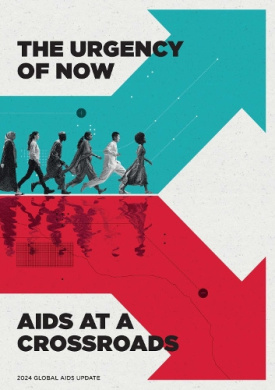 THE URGENCY
OF NOW
AIDS AT A
CROSSROADS
2024 GLOBAL AIDS UPDATE